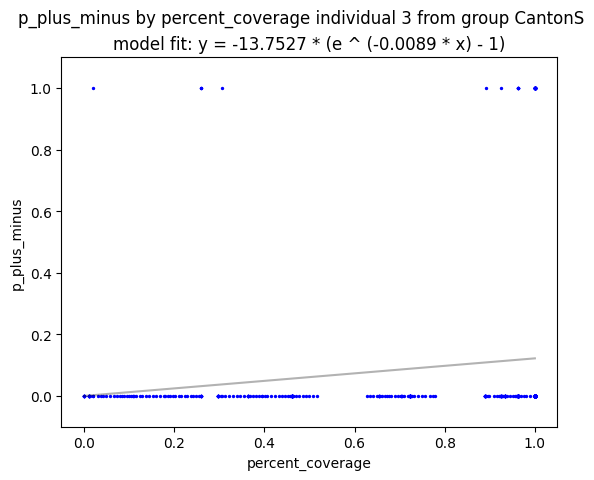 p_plus_minus by percent_coverage individual 3 from group CantonS
model fit: y = -13.7527 * (e ^ (-0.0089 * x) - 1)
1.0
0.8
0.6
0.4
0.2
0.0
p_plus_minus
0.0 0.2 0.4 0.6 0.8 1.0
percent_coverage